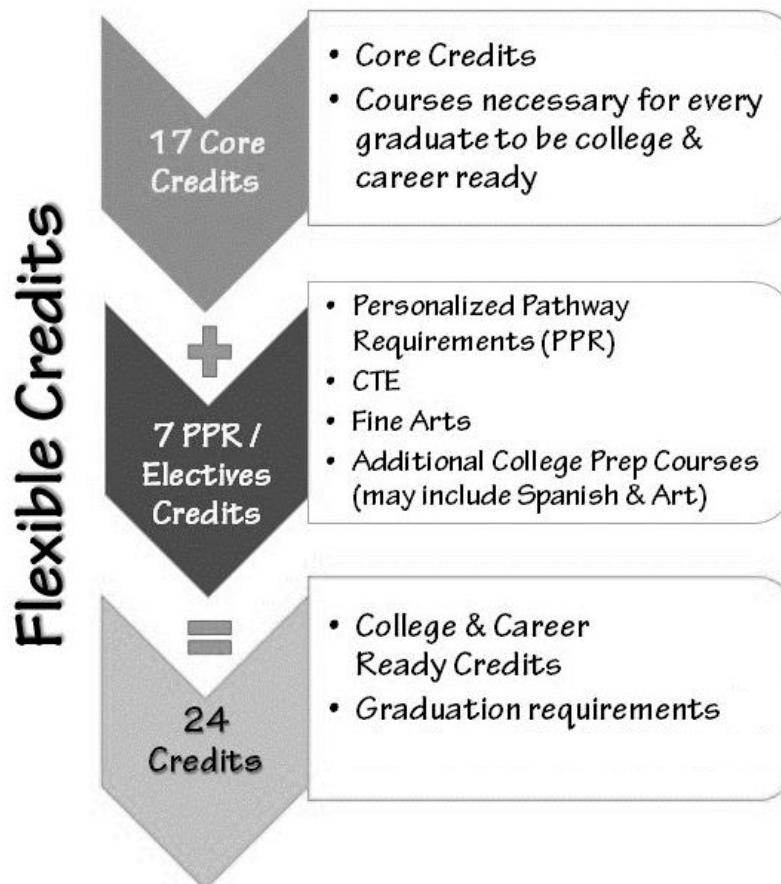 Flexible Credits
17 Core
Credits
• Core Credits
• Courses necessary for every
graduate to be college &
career ready
+
7 PPR /
Electives
Credits
• Personalized Pathway
Requirements (PPR)
• CTE
• Fine Arts
• Additional College Prep Courses
(may include Spanish & Art)
=
24
Credits
• College & Career
Ready Credits
• Graduation requirements